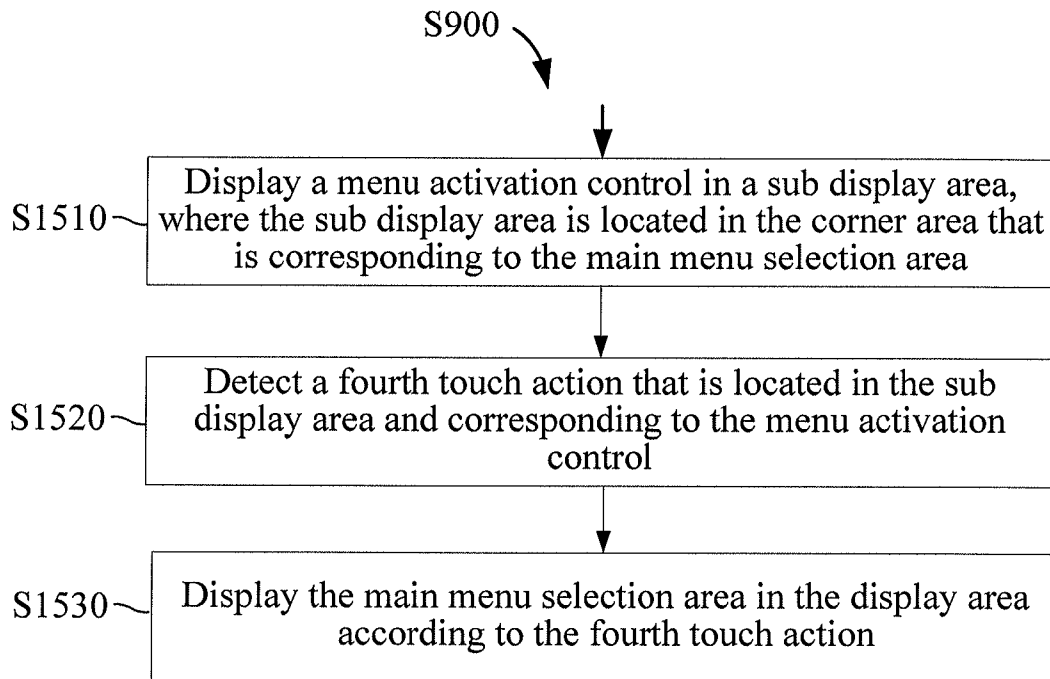 S900
Display a menu activation control in a sub display area,
S1510
where the sub display area is located in the corner area that
is corresponding to the main menu selection area
Detect a fourth touch action that is located in the sub
S1520
display area and corresponding to the menu activation
control
S1530
Display the main menu selection area in the display area
according to the fourth touch action